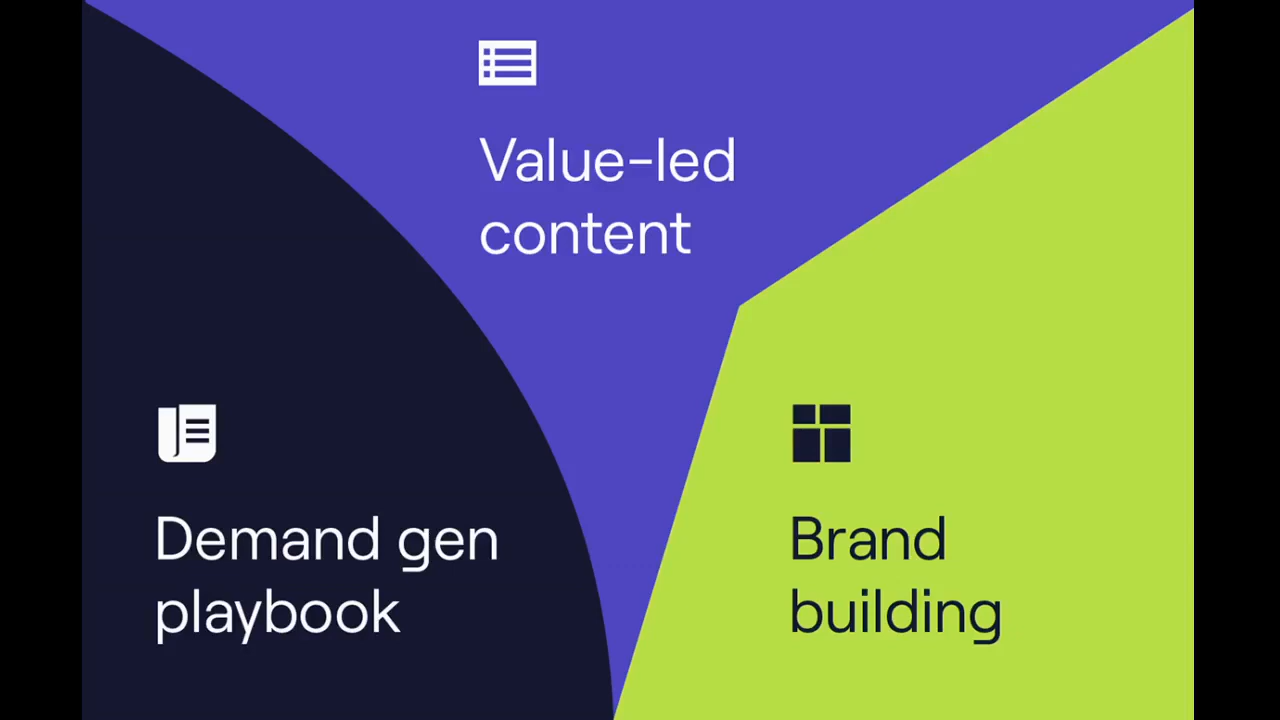 Value-led
content
Demand gen
playbook
Brand
building